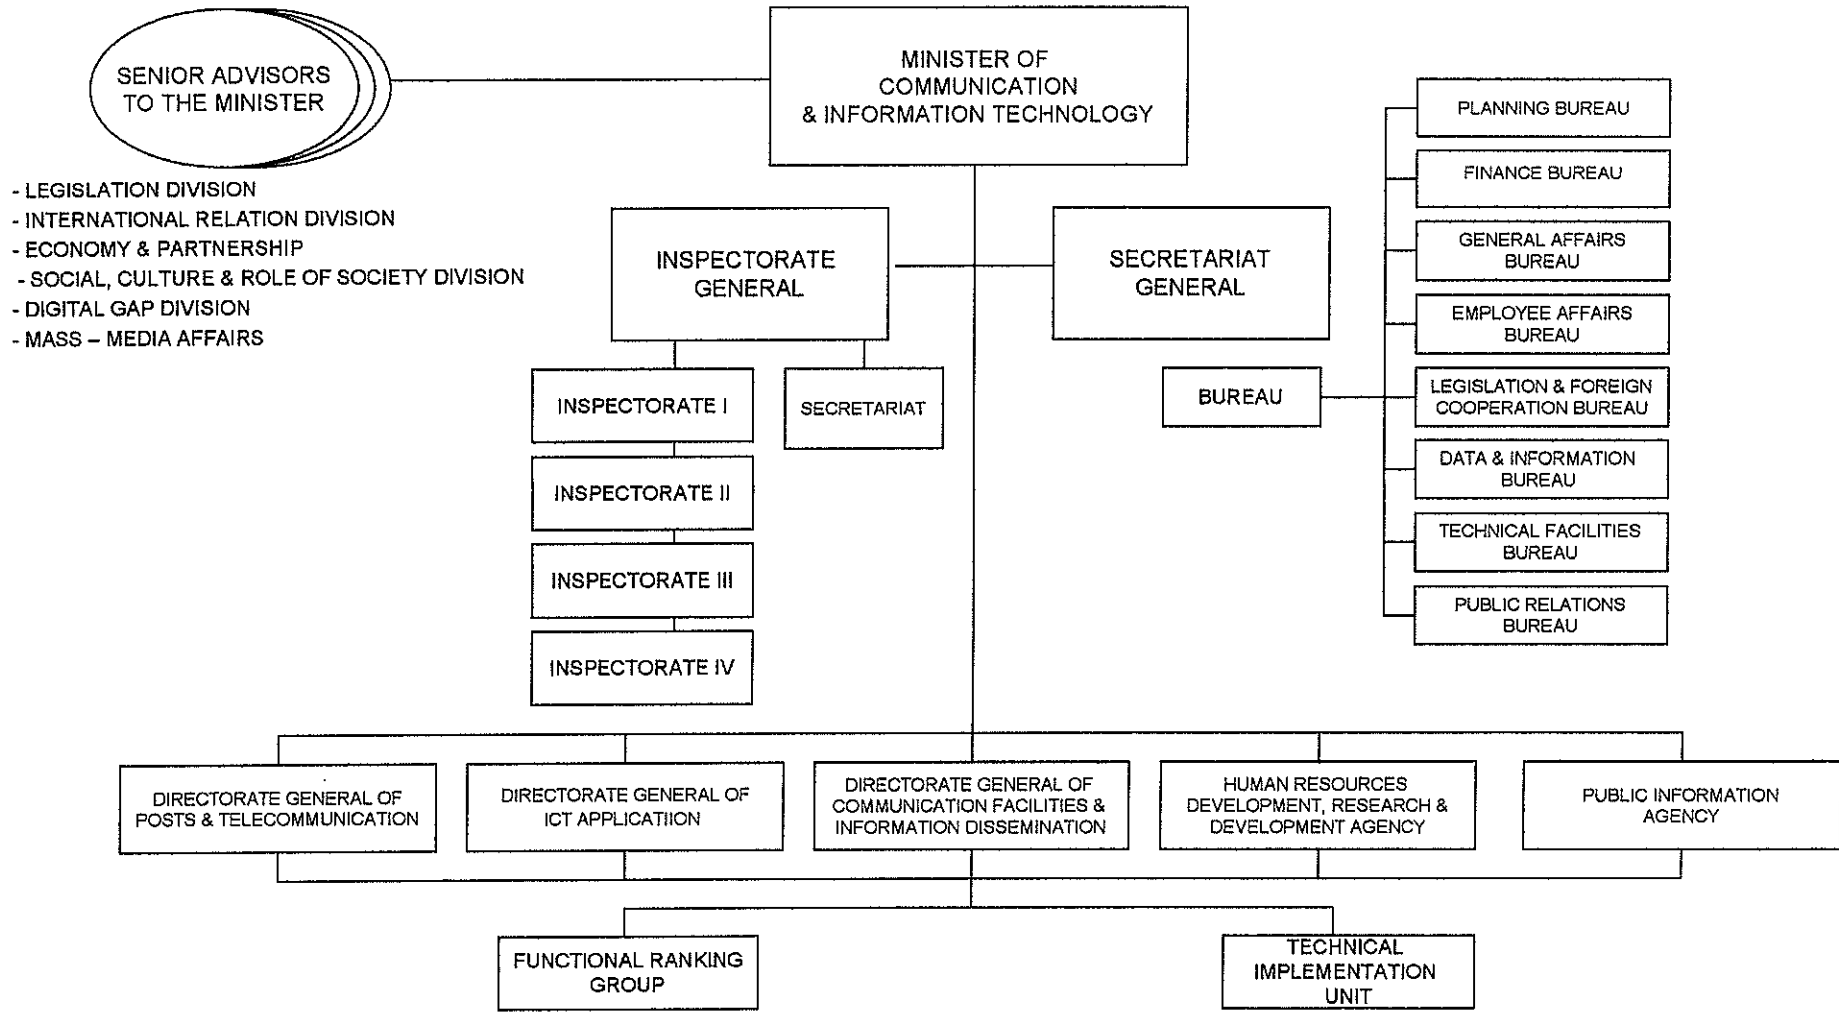 SENIOR ADVISORS
TO THE MINISTER
MINISTER OF
COMMUNICATION
& INFORMATION TECHNOLOGY
- LEGISLATION DIVISION
- INTERNATIONAL RELATION DIVISION
- ECONOMY & PARTNERSHIP
- SOCIAL, CULTURE & ROLE OF SOCIETY DIVISION
- DIGITAL GAP DIVISION
- MASS – MEDIA AFFAIRS
INSPECTORATE
GENERAL
SECRETARIAT
GENERAL
INSPECTORATE I
INSPECTORATE II
INSPECTORATE III
INSPECTORATE IV
SECRETARIAT
BUREAU
PLANNING BUREAU
FINANCE BUREAU
GENERAL AFFAIRS
BUREAU
EMPLOYEE AFFAIRS
BUREAU
LEGISLATION & FOREIGN
COOPERATION BUREAU
DATA & INFORMATION
BUREAU
TECHNICAL FACILITIES
BUREAU
PUBLIC RELATIONS
BUREAU
DIRECTORATE GENERAL OF
POSTS & TELECOMMUNICATION
DIRECTORATE GENERAL OF
ICT APPLICATIION
DIRECTORATE GENERAL OF
COMMUNICATION FACILITIES &
INFORMATION DISSEMINATION
HUMAN RESOURCES
DEVELOPMENT, RESEARCH &
DEVELOPMENT AGENCY
PUBLIC INFORMATION
AGENCY
FUNCTIONAL RANKING
GROUP
TECHNICAL
IMPLEMENTATION
UNIT